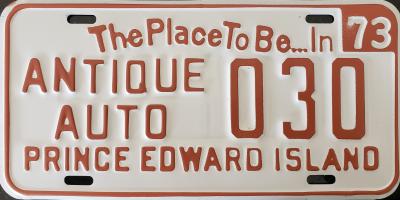 The Place To Be...In 73
ANTIQUE AUTO 030
PRINCE EDWARD ISLAND